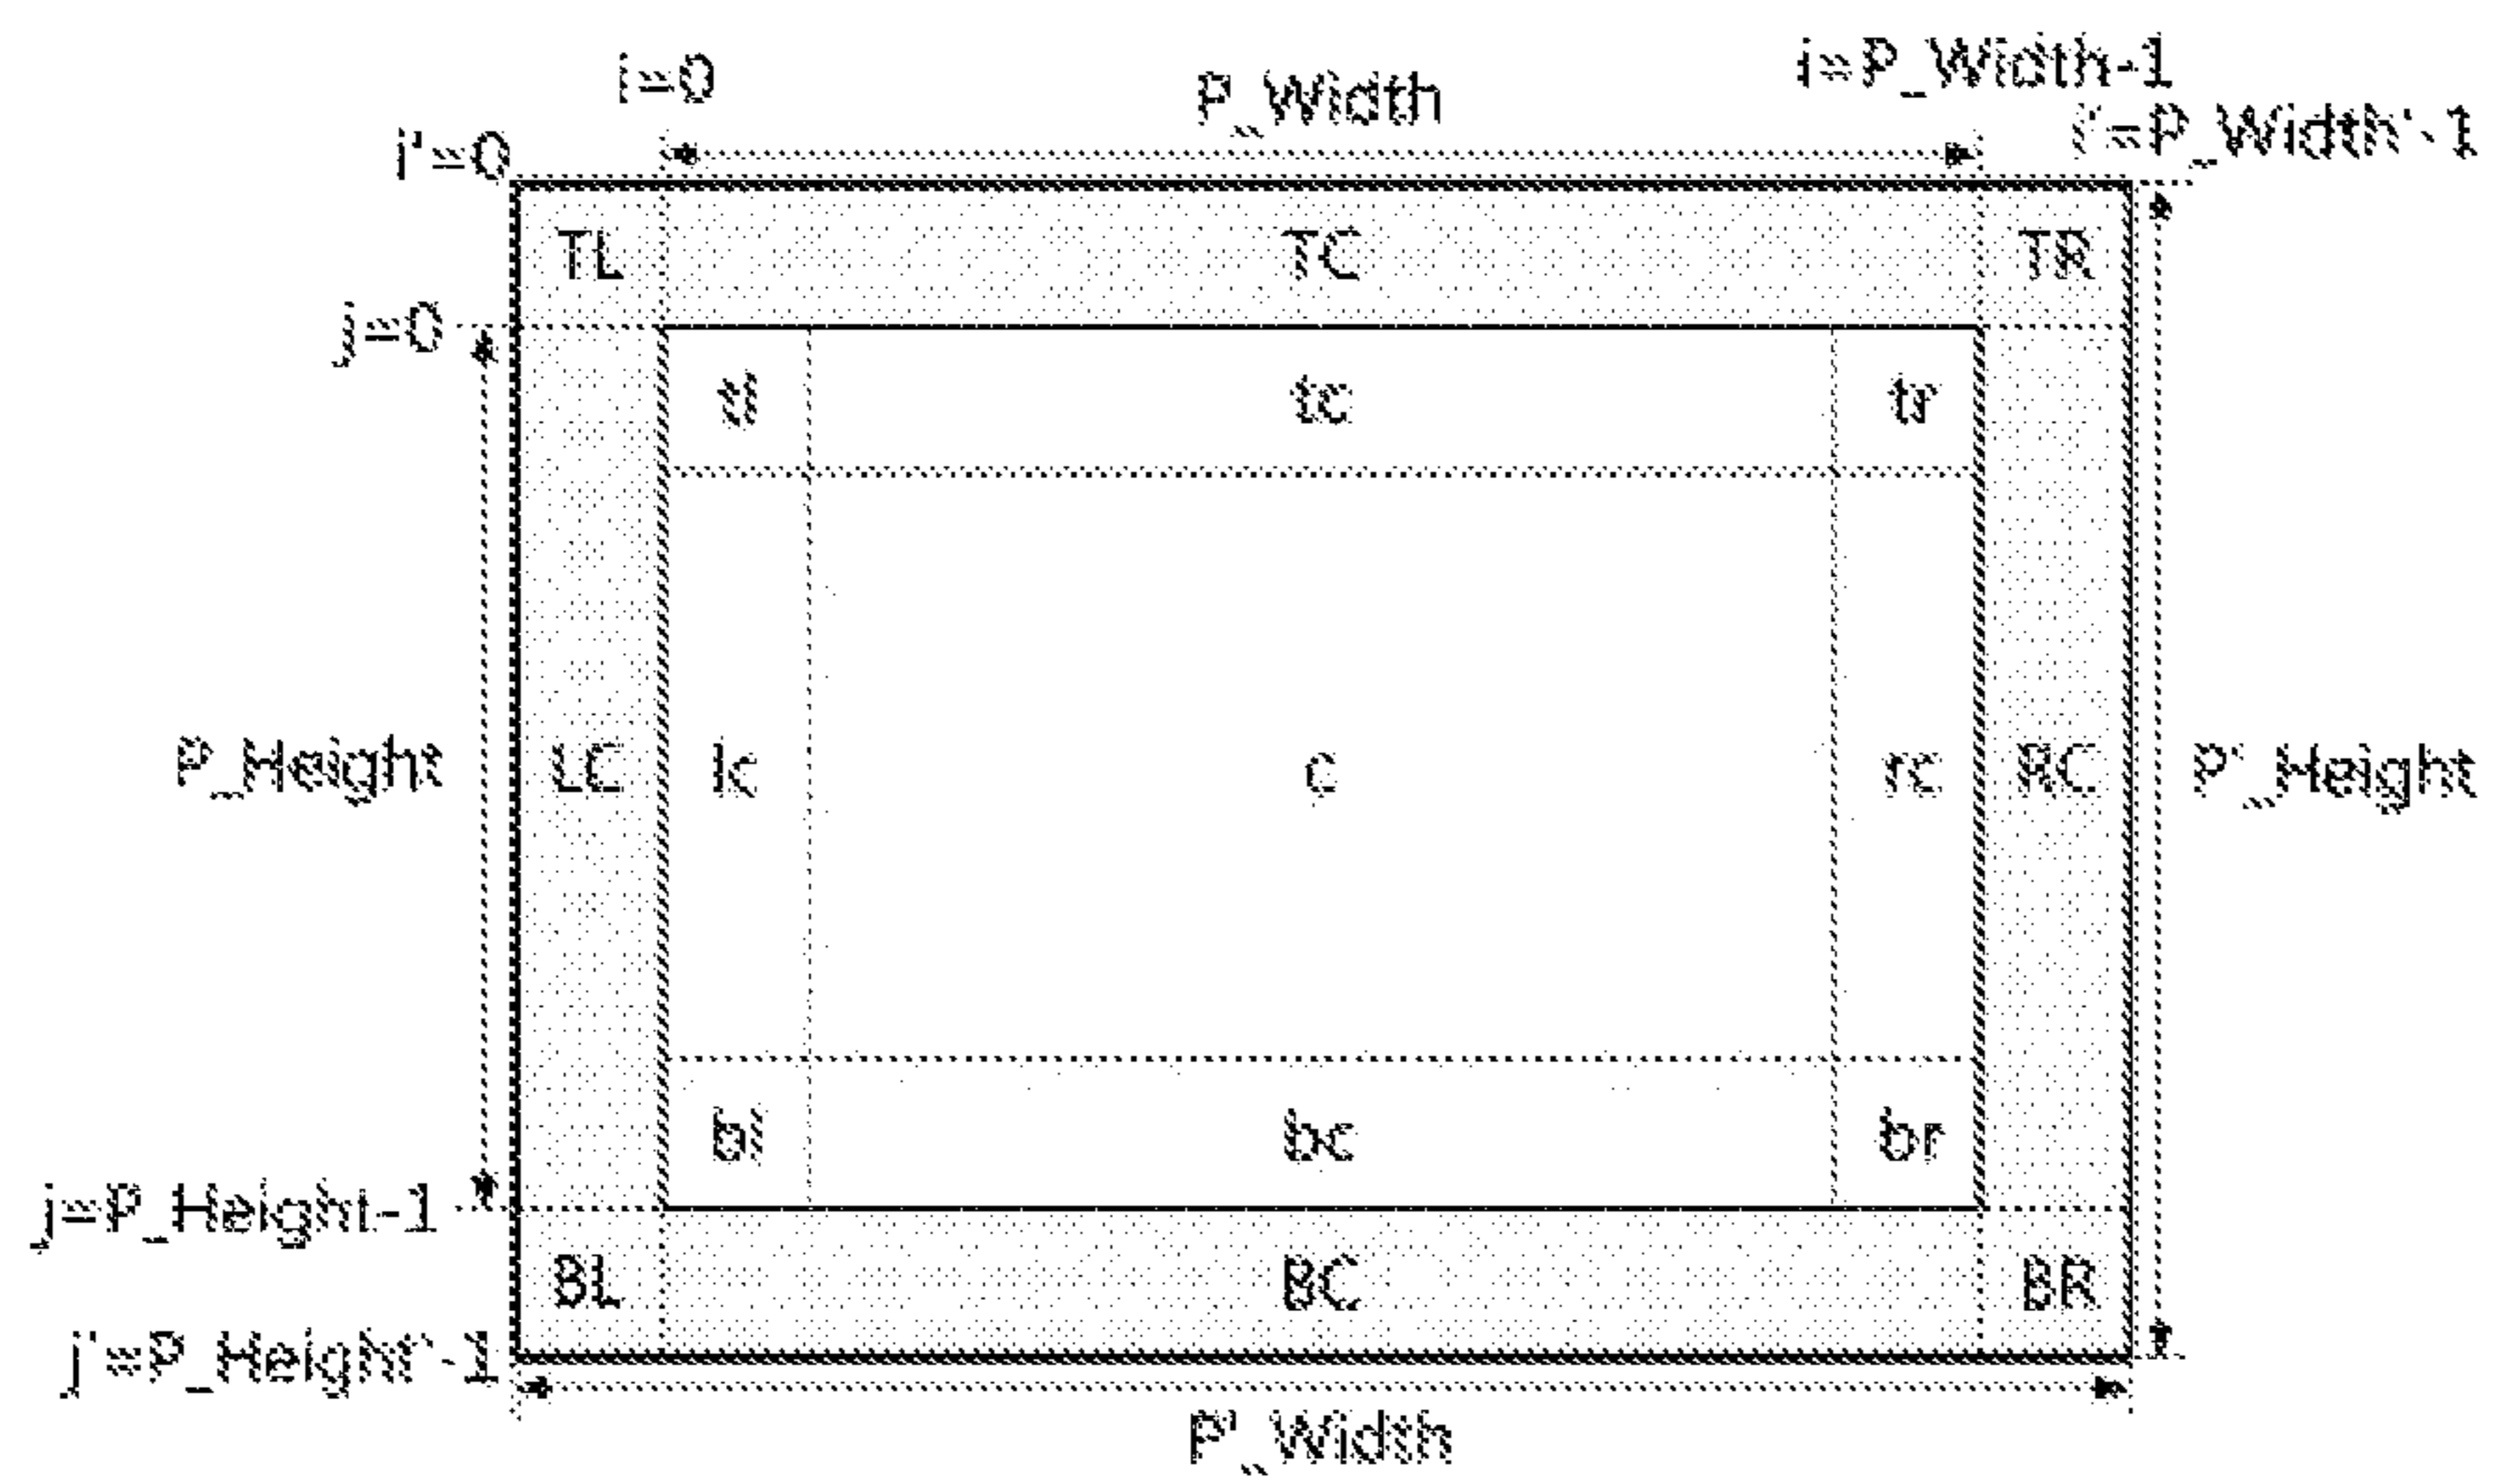 i=0
P_Width
i=P_Width-1
i'=0
i'=P_Width'-1
TL TC TR
j=0
tl tc tr
P_Height LC lc c rc RC P'_Height
bl bc br
j=P_Height-1
BL BC BR
j'=P_Height'-1
P'_Width